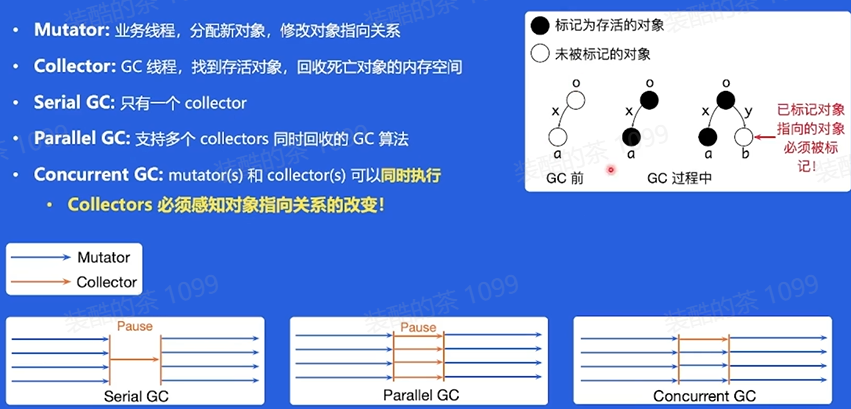 • Mutator: 业务线程，分配新对象，修改对象指向关系
• Collector: GC 线程，找到存活对象，回收死亡对象的内存空间
• Serial GC: 只有一个 collector
• Parallel GC: 支持多个 collectors 同时回收的 GC 算法
• Concurrent GC: mutator(s) 和 collector(s) 可以同时执行
• Collectors 必须感知对象指向关系的改变！
标记为存活的对象
未被标记的对象
o o o
x x x y
a a a b
已标记对象
指向的对象
必须被标
记！
GC 前 GC 过程中
Mutator
Collector
Pause
Serial GC
Pause
Parallel GC
Concurrent GC
装酷的茶 1099